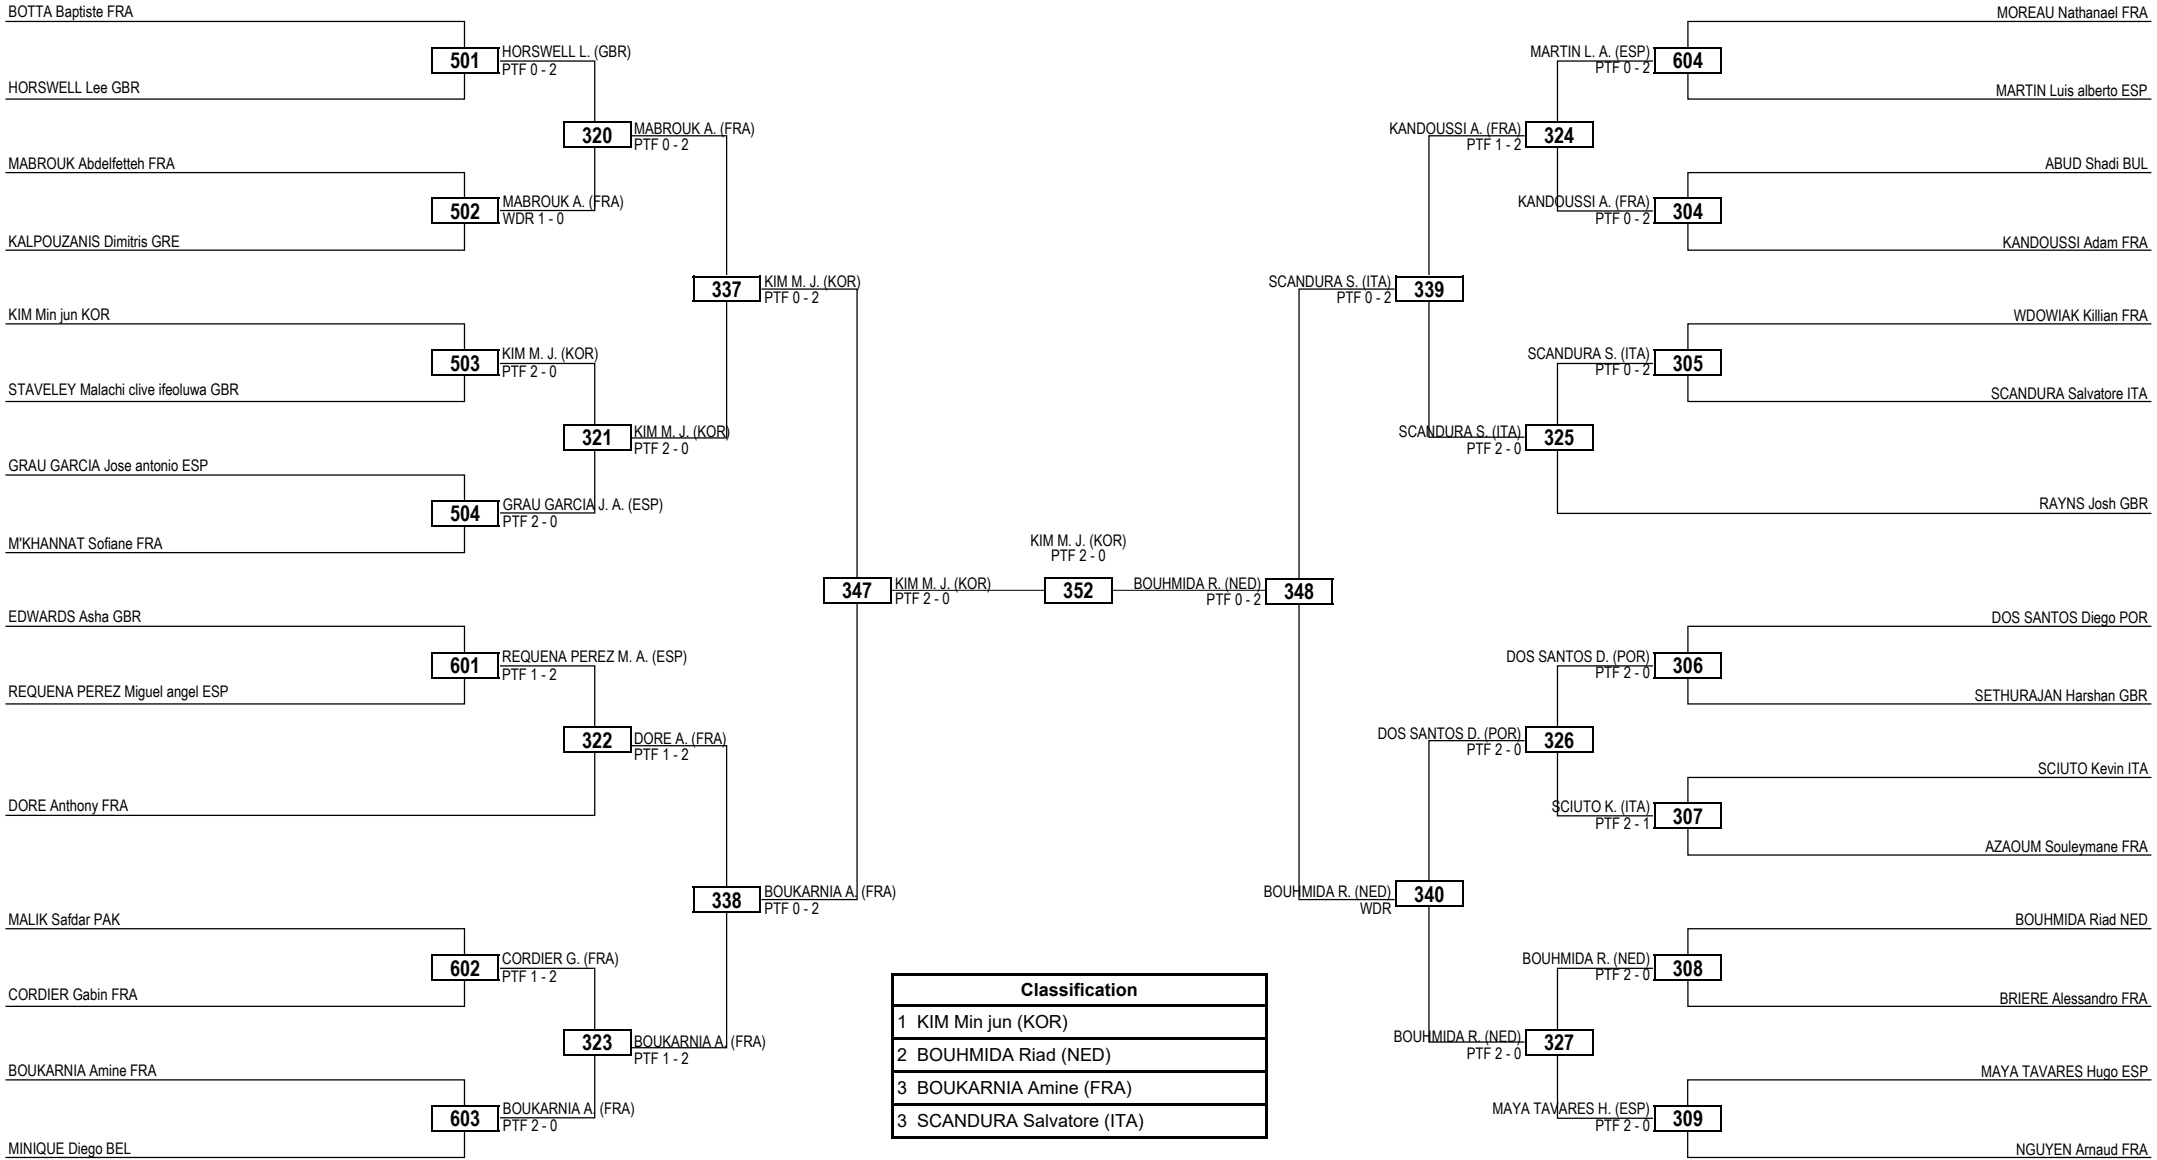 BOTTA Baptiste FRA
501
HORSWELL L. (GBR)
PTF 0 - 2
HORSWELL Lee GBR
320
MABROUK A. (FRA)
PTF 0 - 2
MABROUK Abdelfetteh FRA
502
MABROUK A. (FRA)
WDR 1 - 0
KALPOUZANIS Dimitris GRE
337
KIM M. J. (KOR)
PTF 0 - 2
KIM Min jun KOR
503
KIM M. J. (KOR)
PTF 2 - 0
STAVELEY Malachi clive ifeoluwa GBR
321
KIM M. J. (KOR)
PTF 2 - 0
GRAU GARCIA Jose antonio ESP
504
GRAU GARCIA J. A. (ESP)
PTF 2 - 0
M'KHANNAT Sofiane FRA
347
KIM M. J. (KOR)
PTF 2 - 0
EDWARDS Asha GBR
601
REQUENA PEREZ M. A. (ESP)
PTF 1 - 2
REQUENA PEREZ Miguel angel ESP
322
DORE A. (FRA)
PTF 1 - 2
DORE Anthony FRA
338
BOUKARNIA A. (FRA)
PTF 0 - 2
MALIK Safdar PAK
602
CORDIER G. (FRA)
PTF 1 - 2
CORDIER Gabin FRA
323
BOUKARNIA A. (FRA)
PTF 1 - 2
BOUKARNIA Amine FRA
603
BOUKARNIA A. (FRA)
PTF 2 - 0
MINIQUE Diego BEL
KIM M. J. (KOR)
PTF 2 - 0
352
MOREAU Nathanael FRA
MARTIN L. A. (ESP)
PTF 0 - 2
604
MARTIN Luis alberto ESP
KANDOUSSI A. (FRA)
PTF 1 - 2
324
ABUD Shadi BUL
KANDOUSSI A. (FRA)
PTF 0 - 2
304
KANDOUSSI Adam FRA
SCANDURA S. (ITA)
PTF 0 - 2
339
WDOWIAK Killian FRA
SCANDURA S. (ITA)
PTF 0 - 2
305
SCANDURA Salvatore ITA
SCANDURA S. (ITA)
PTF 2 - 0
325
RAYNS Josh GBR
BOUHMIDA R. (NED)
PTF 0 - 2
348
DOS SANTOS Diego POR
DOS SANTOS D. (POR)
PTF 2 - 0
306
SETHURAJAN Harshan GBR
DOS SANTOS D. (POR)
PTF 2 - 0
326
SCIUTO Kevin ITA
SCIUTO K. (ITA)
PTF 2 - 1
307
AZAOUM Souleymane FRA
BOUHMIDA R. (NED)
WDR
340
BOUHMIDA Riad NED
BOUHMIDA R. (NED)
PTF 2 - 0
308
BRIERE Alessandro FRA
BOUHMIDA R. (NED)
PTF 2 - 0
327
MAYA TAVARES Hugo ESP
MAYA TAVARES H. (ESP)
PTF 2 - 0
309
NGUYEN Arnaud FRA
Classification
1 KIM Min jun (KOR)
2 BOUHMIDA Riad (NED)
3 BOUKARNIA Amine (FRA)
3 SCANDURA Salvatore (ITA)